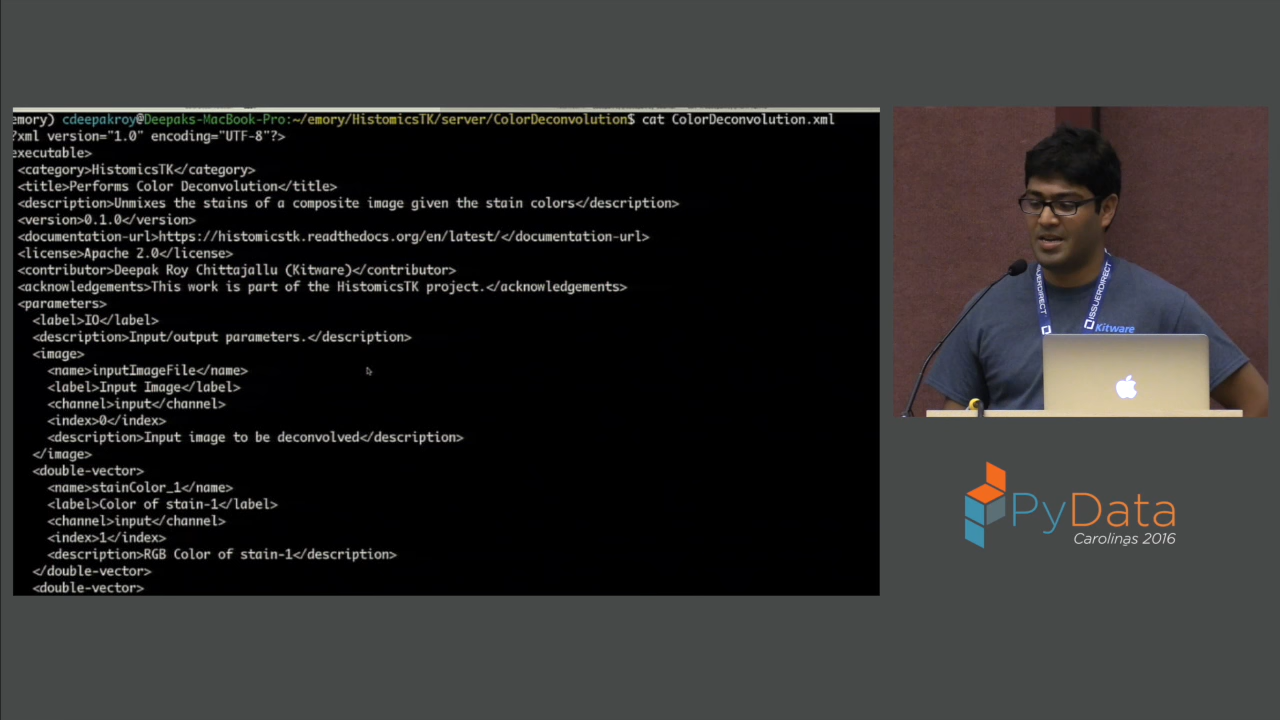 emory) cdeepakroy@Deepaks-MacBook-Pro:~/emory/HistomicsTK/server/ColorDeconvolution$ cat ColorDeconvolution.xml
?xml version="1.0" encoding="UTF-8"?>
executable>
<category>HistomicsTK</category>
<title>Performs Color Deconvolution</title>
<description>Unmixes the stains of a composite image given the stain colors</description>
<version>0.1.0</version>
<documentation-url>https://histomicstk.readthedocs.org/en/latest/</documentation-url>
<license>Apache 2.0</license>
<contributor>Deepak Roy Chittajallu (Kitware)</contributor>
<acknowledgements>This work is part of the HistomicsTK project.</acknowledgements>
<parameters>
<label>IO</label>
<description>Input/output parameters.</description>
<image>
<name>inputImageFile</name>
<label>Input Image</label>
<channel>input</channel>
<index>0</index>
<description>Input image to be deconvolved</description>
</image>
<double-vector>
<name>stainColor_1</name>
<label>Color of stain-1</label>
<channel>input</channel>
<index>1</index>
<description>RGB Color of stain-1</description>
</double-vector>
<double-vector>
ISSUERDIRECT
ISSUERDIRECT
Kitware
PyData
Carolinas 2016